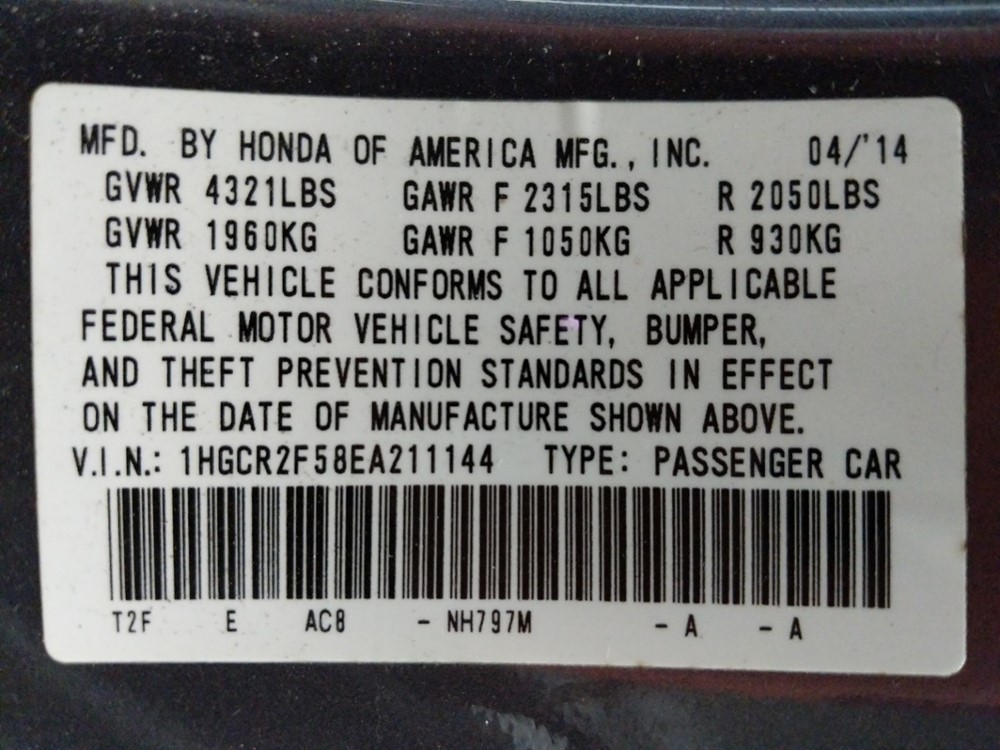 MFD. BY HONDA OF AMERICA MFG., INC. 04/'14
GVWR 4321LBS GAWR F 2315LBS R 2050LBS
GVWR 1960KG GAWR F 1050KG R 930KG
THIS VEHICLE CONFORMS TO ALL APPLICABLE
FEDERAL MOTOR VEHICLE SAFETY, BUMPER,
AND THEFT PREVENTION STANDARDS IN EFFECT
ON THE DATE OF MANUFACTURE SHOWN ABOVE.
V.I.N.: 1HGCR2F58EA211144 TYPE: PASSENGER CAR
T2F E AC8 - NH797M - A - A